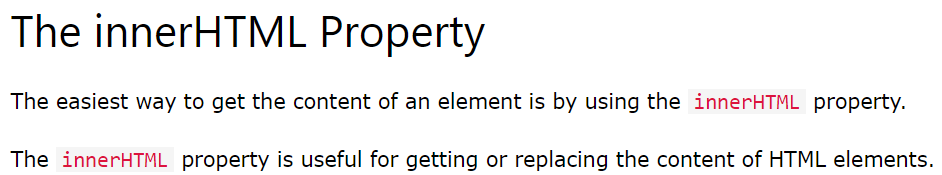 The innerHTML Property
The easiest way to get the content of an element is by using the innerHTML property.
The innerHTML property is useful for getting or replacing the content of HTML elements.